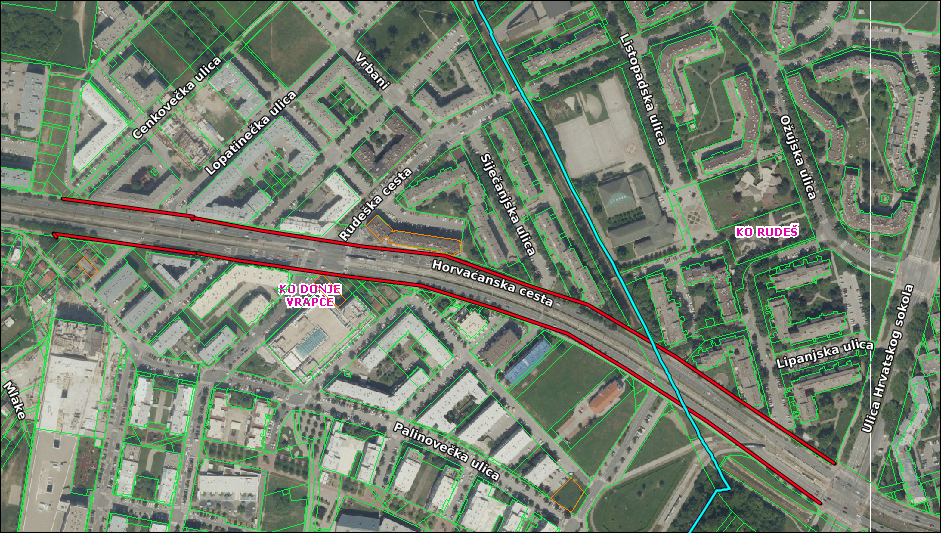 Cenkovečka ulica
Vrbani
Listopadska ulica
Lopatinečka ulica
Ožujska ulica
Siječanjska ulica
Rudeška cesta
KO RUDEŠ
Horvaćanska cesta
KO DONJE
VRAPČE
Lipanjska ulica
Ulica Hrvatskog sokola
Mlake
Palinovečka ulica